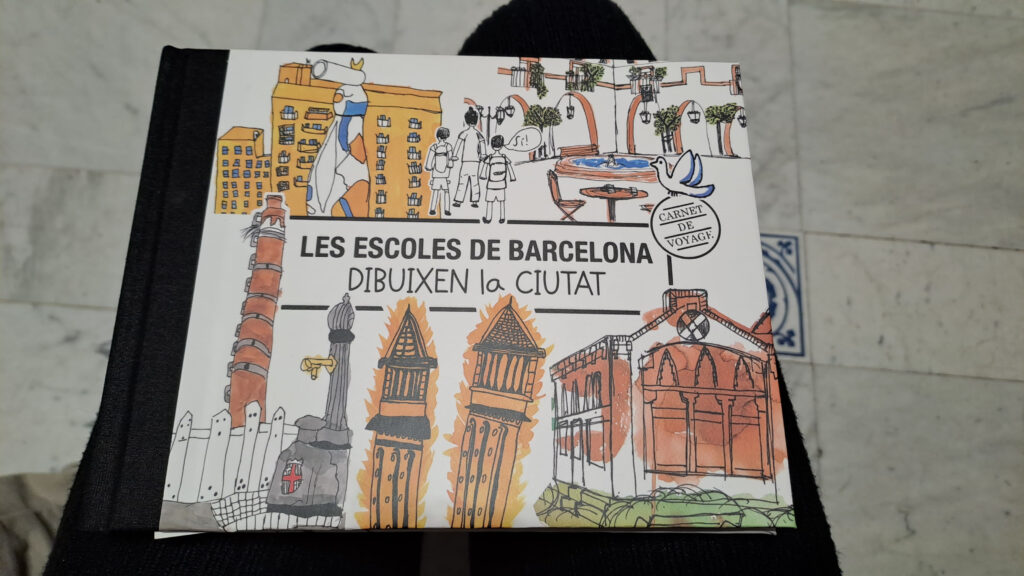 LES ESCOLES DE BARCELONA
DIBUIXEN la CIUTAT
CARNET
DE
VOYAGE